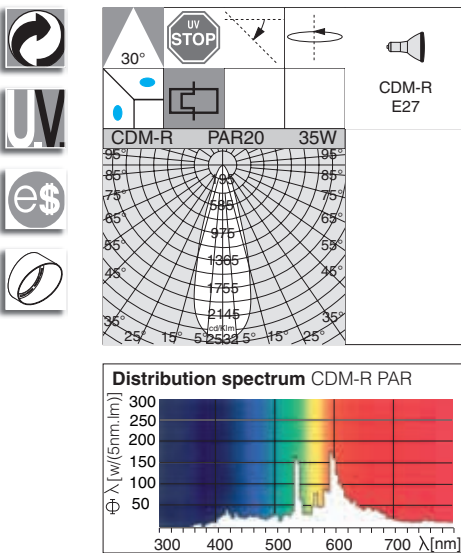 U.V.
e$
30°
UV
STOP
CDM-R
E27
CDM-R PAR20 35W
95° 95°
85° 85°
75° 75°
65° 65°
55° 55°
45° 45°
35° 35°
25° 15° 5° 5° 15° 25°
195
585
975
1365
1755
2145
cd/Klm
2532
Distribution spectrum CDM-R PAR
λ [w/(5nm.lm)]
300
250
200
150
100
50
300 400 500 600 700 λ[nm]